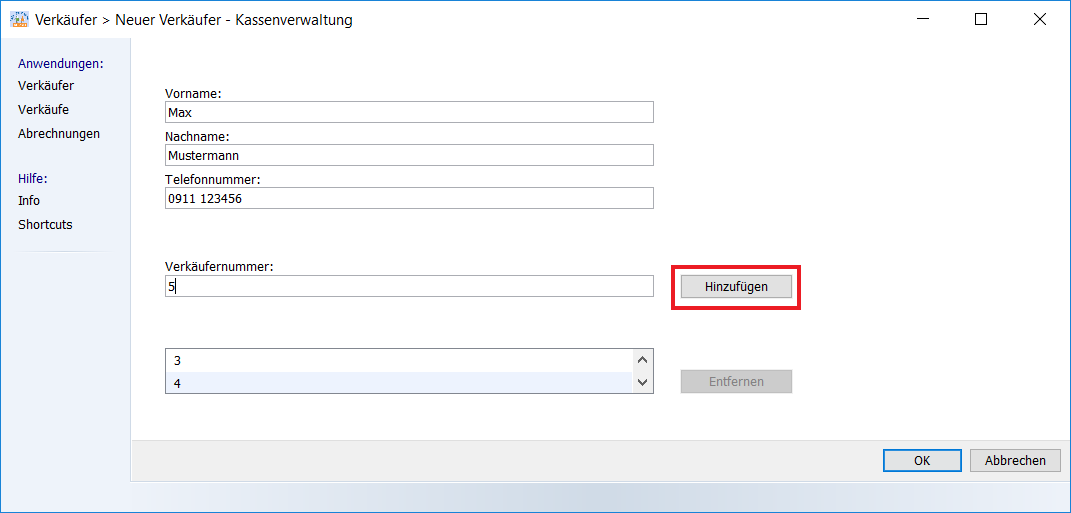 Verkäufer > Neuer Verkäufer - Kassenverwaltung
Anwendungen:
Verkäufer
Verkäufe
Abrechnungen
Hilfe:
Info
Shortcuts
Vorname:
Max
Nachname:
Mustermann
Telefonnummer:
0911 123456
Verkäufernummer:
5
Hinzufügen
3
4
Entfernen
OK
Abbrechen